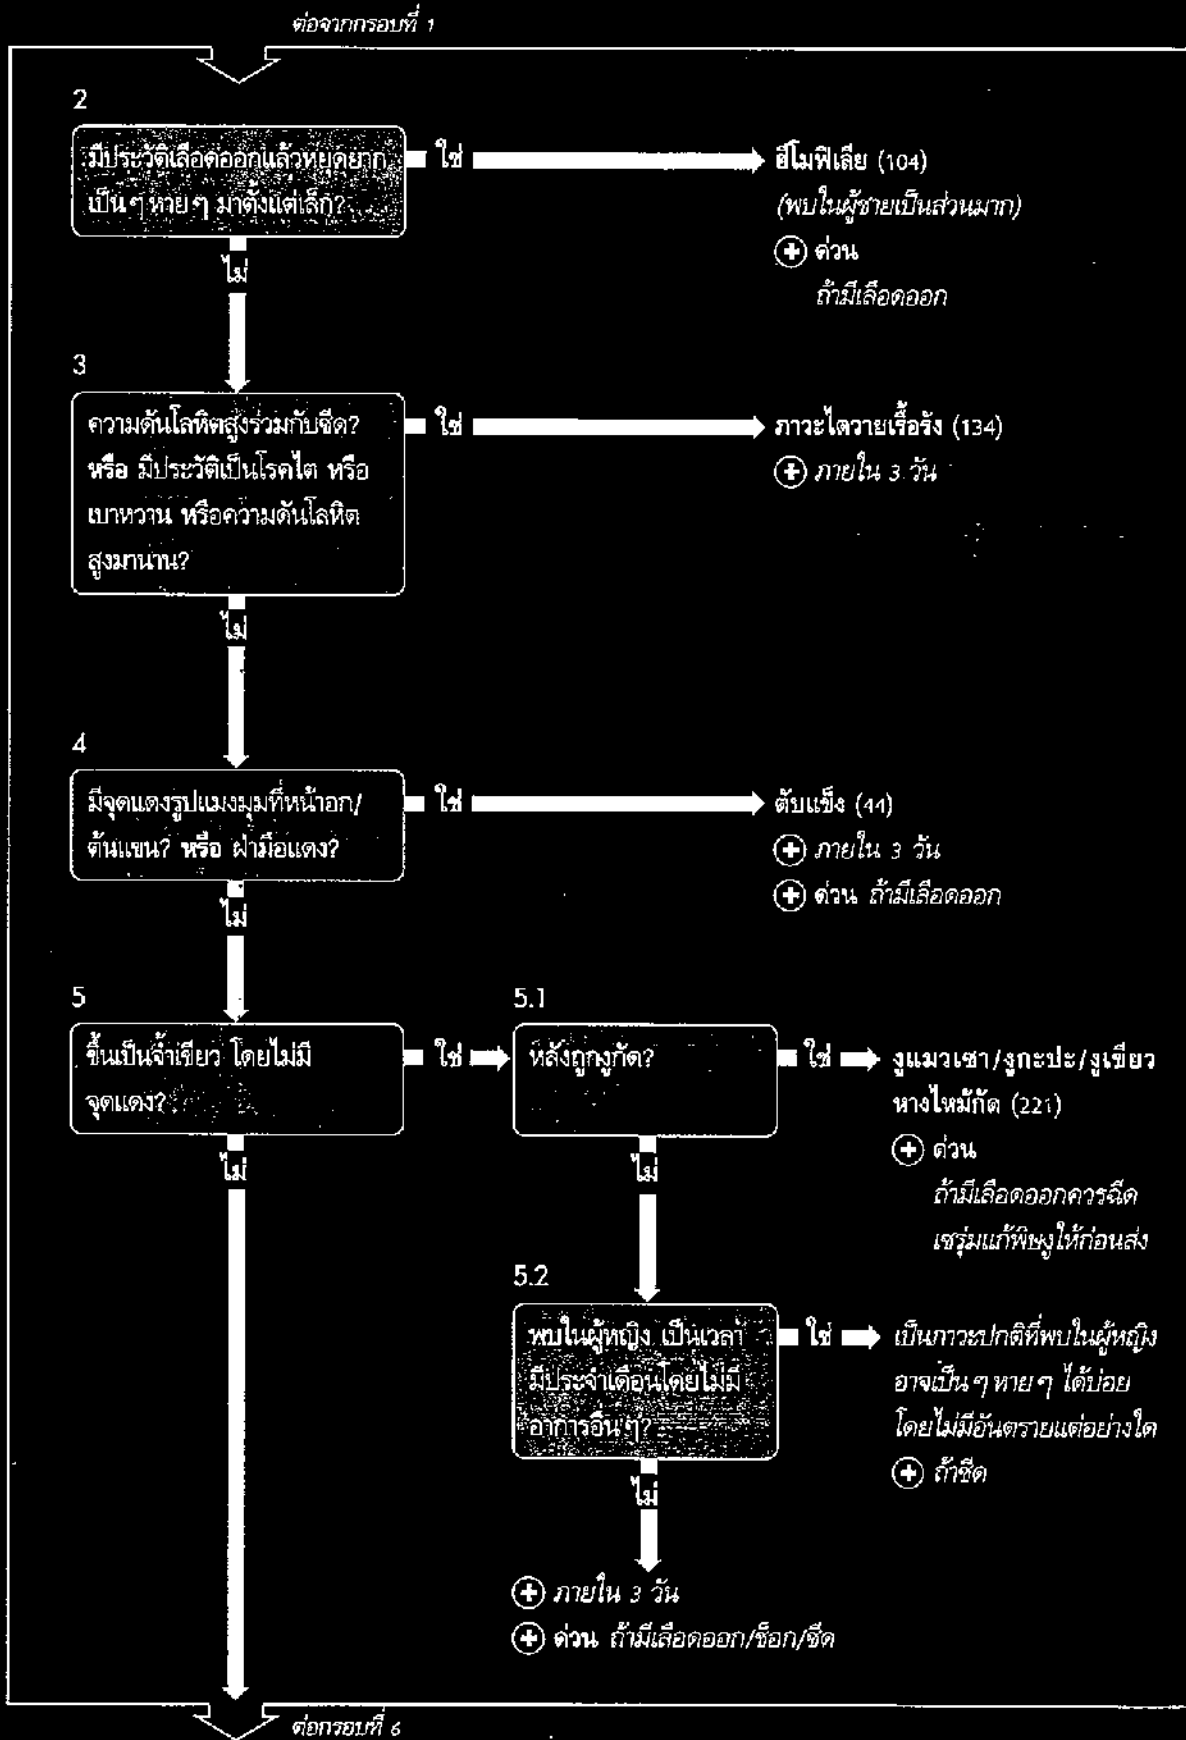 ต่อจากกรอบที่ 1
2
มีประวัติเลือดออกแล้วหยุดยาก
เป็นๆ หายๆ มาตั้งแต่เล็ก?
ใช่
ฮีโมฟิเลีย (104)
(พบในผู้ชายเป็นส่วนมาก)
+ ด่วน
ถ้ามีเลือดออก
ไม่
3
ความดันโลหิตสูงร่วมกับซีด?
หรือ มีประวัติเป็นโรคไต หรือ
เบาหวาน หรือความดันโลหิต
สูงมานาน?
ใช่
ภาวะไตวายเรื้อรัง (134)
+ ภายใน 3 วัน
ไม่
4
มีจุดแดงรูปแมงมุมที่หน้าอก/
ต้นแขน? หรือ ฝ่ามือแดง?
ใช่
ตับแข็ง (44)
+ ภายใน 3 วัน
+ ด่วน ถ้ามีเลือดออก
ไม่
5
ขึ้นเป็นจ้ำเขียว โดยไม่มี
จุดแดง?
ใช่
5.1
หลังถูกงูกัด?
ใช่
งูแมวเซา/งูกะปะ/งูเขียว
หางไหม้กัด (221)
+ ด่วน
ถ้ามีเลือดออกควรฉีด
เซรุ่มแก้พิษงูให้ก่อนส่ง
ไม่
ไม่
5.2
พบในผู้หญิง เป็นเวลา
มีประจำเดือนโดยไม่มี
อาการอื่นๆ?
ใช่
เป็นภาวะปกติที่พบในผู้หญิง
อาจเป็นๆ หายๆ ได้บ่อย
โดยไม่มีอันตรายแต่อย่างใด
+ ถ้าซีด
ไม่
+ ภายใน 3 วัน
+ ด่วน ถ้ามีเลือดออก/ช็อก/ซีด
ต่อกรอบที่ 6